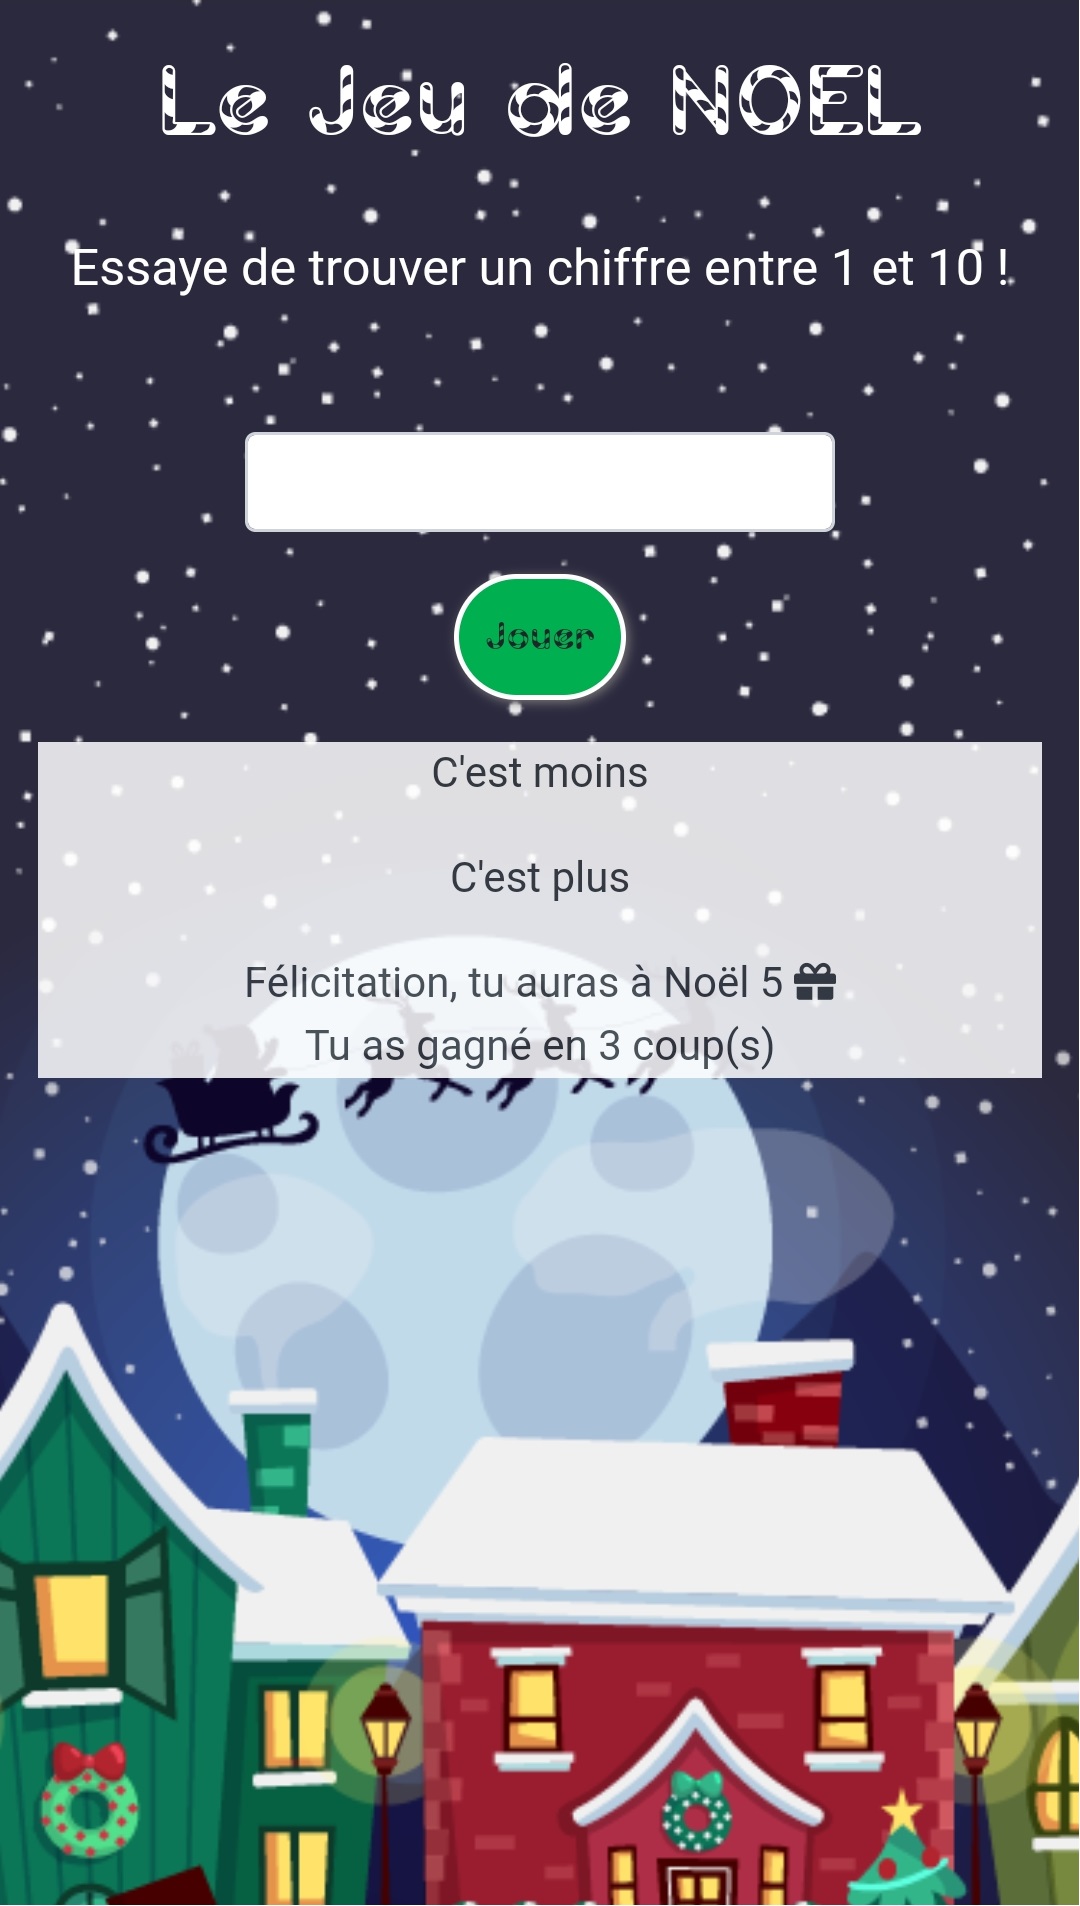 Le Jeu de NOEL
Essaye de trouver un chiffre entre 1 et 10 !
Jouer
C'est moins
C'est plus
Félicitation, tu auras à Noël 5
Tu as gagné en 3 coup(s)